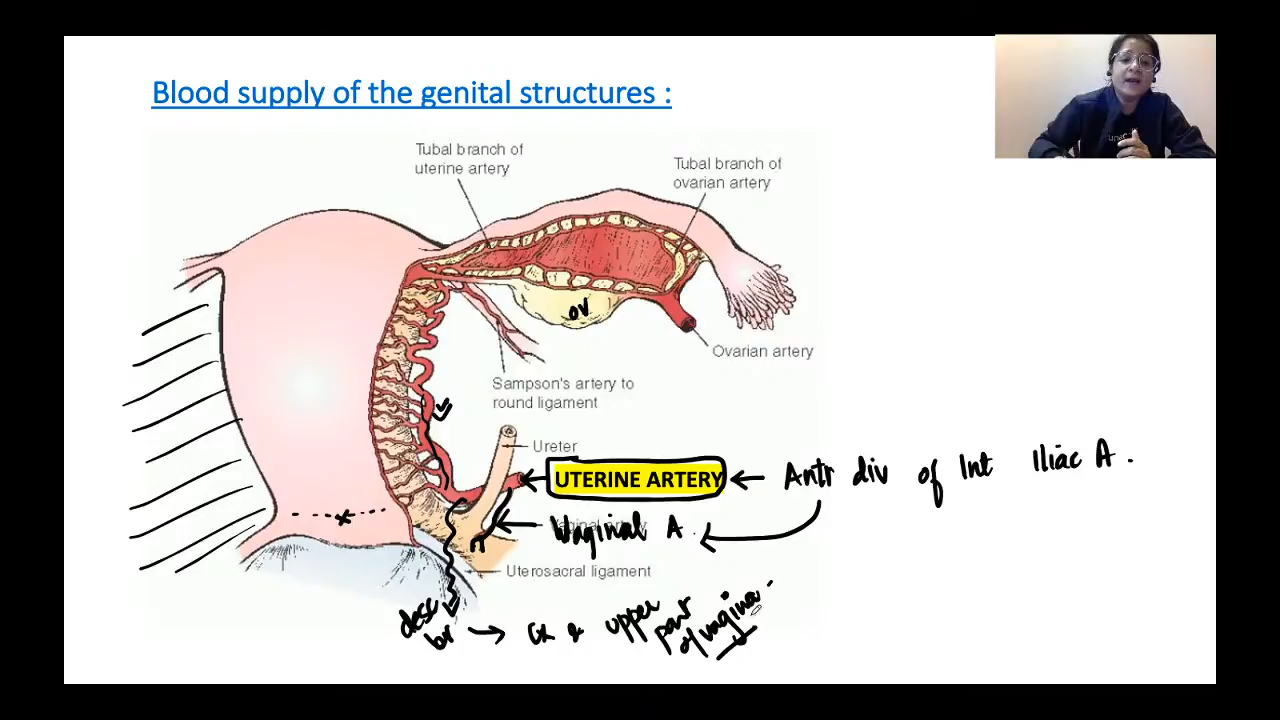 Blood supply of the genital structures :
Tubal branch of
uterine artery
Tubal branch of
ovarian artery
OV
Ovarian artery
Sampson's artery to
round ligament
Ureter
UTERINE ARTERY
Antr div of Int Iliac A.
Vaginal artery
Vaginal A.
Uterosacral ligament
desc
br
Cx & upper
part
of vagina